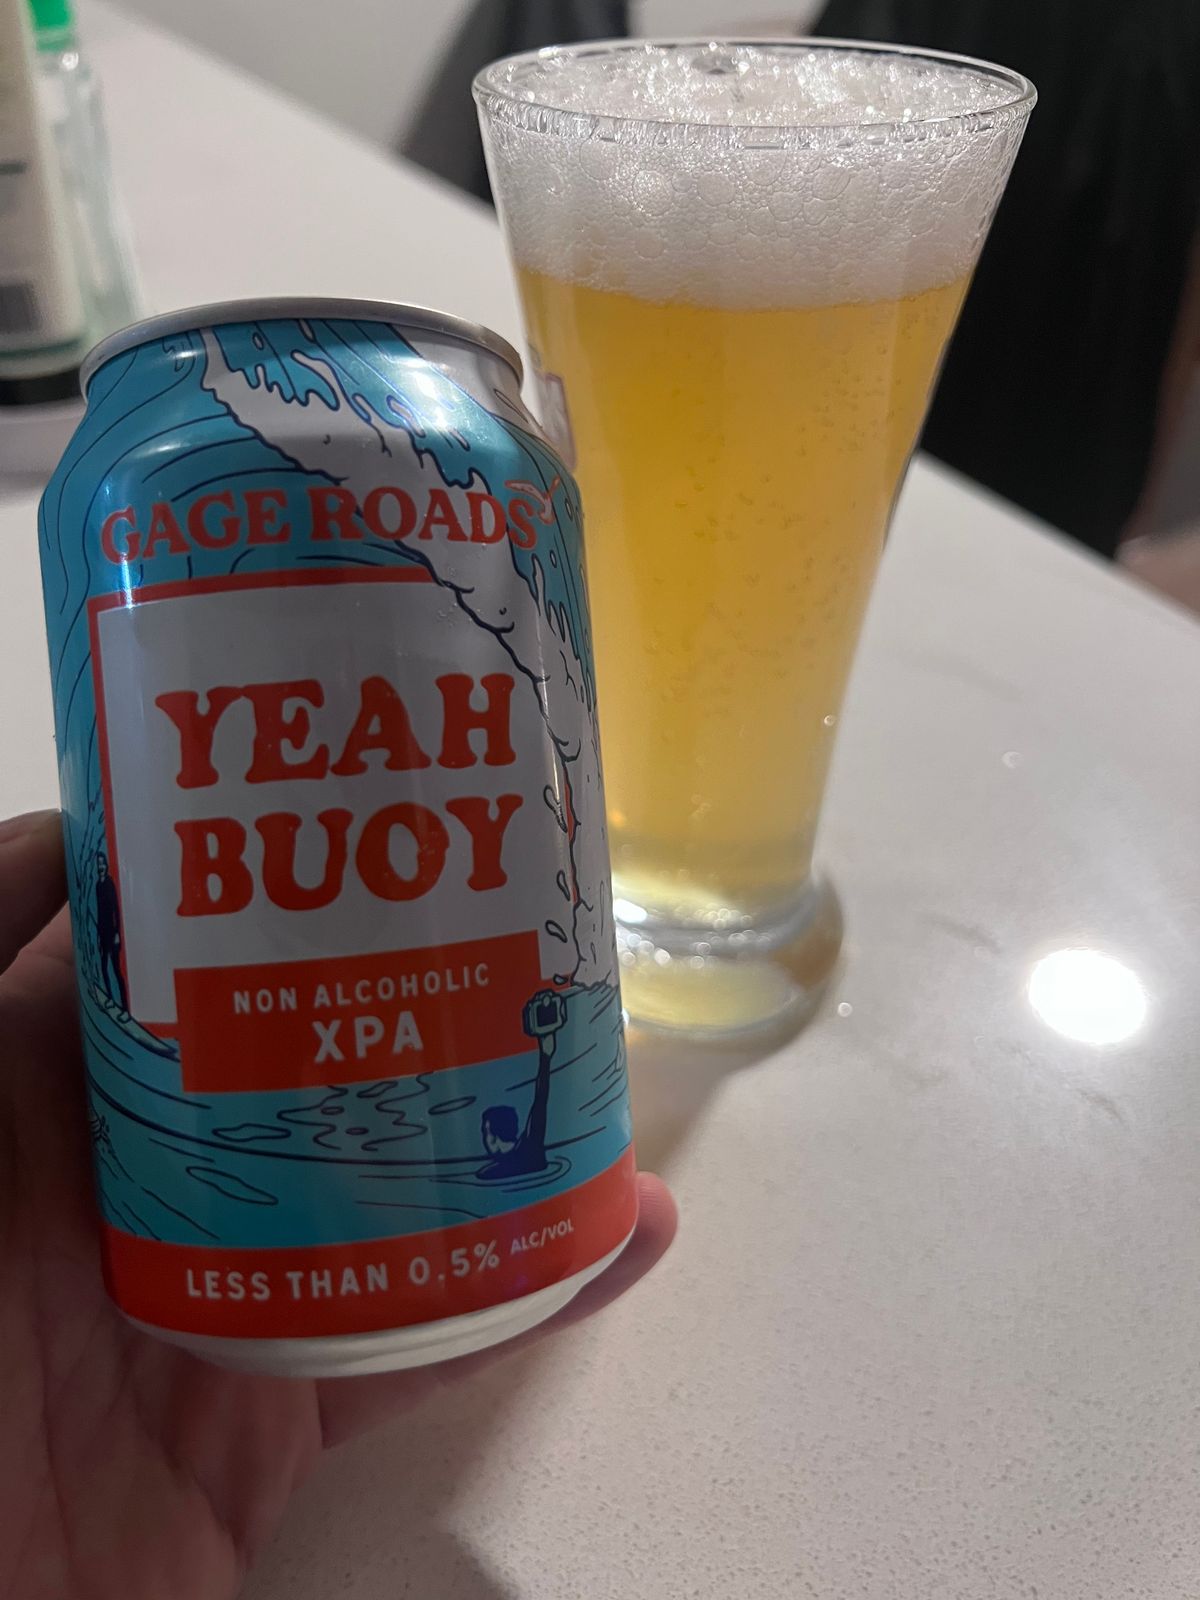 GAGE ROADS
YEAH
BUOY
NON ALCOHOLIC
XPA
LESS THAN 0.5% ALC/VOL